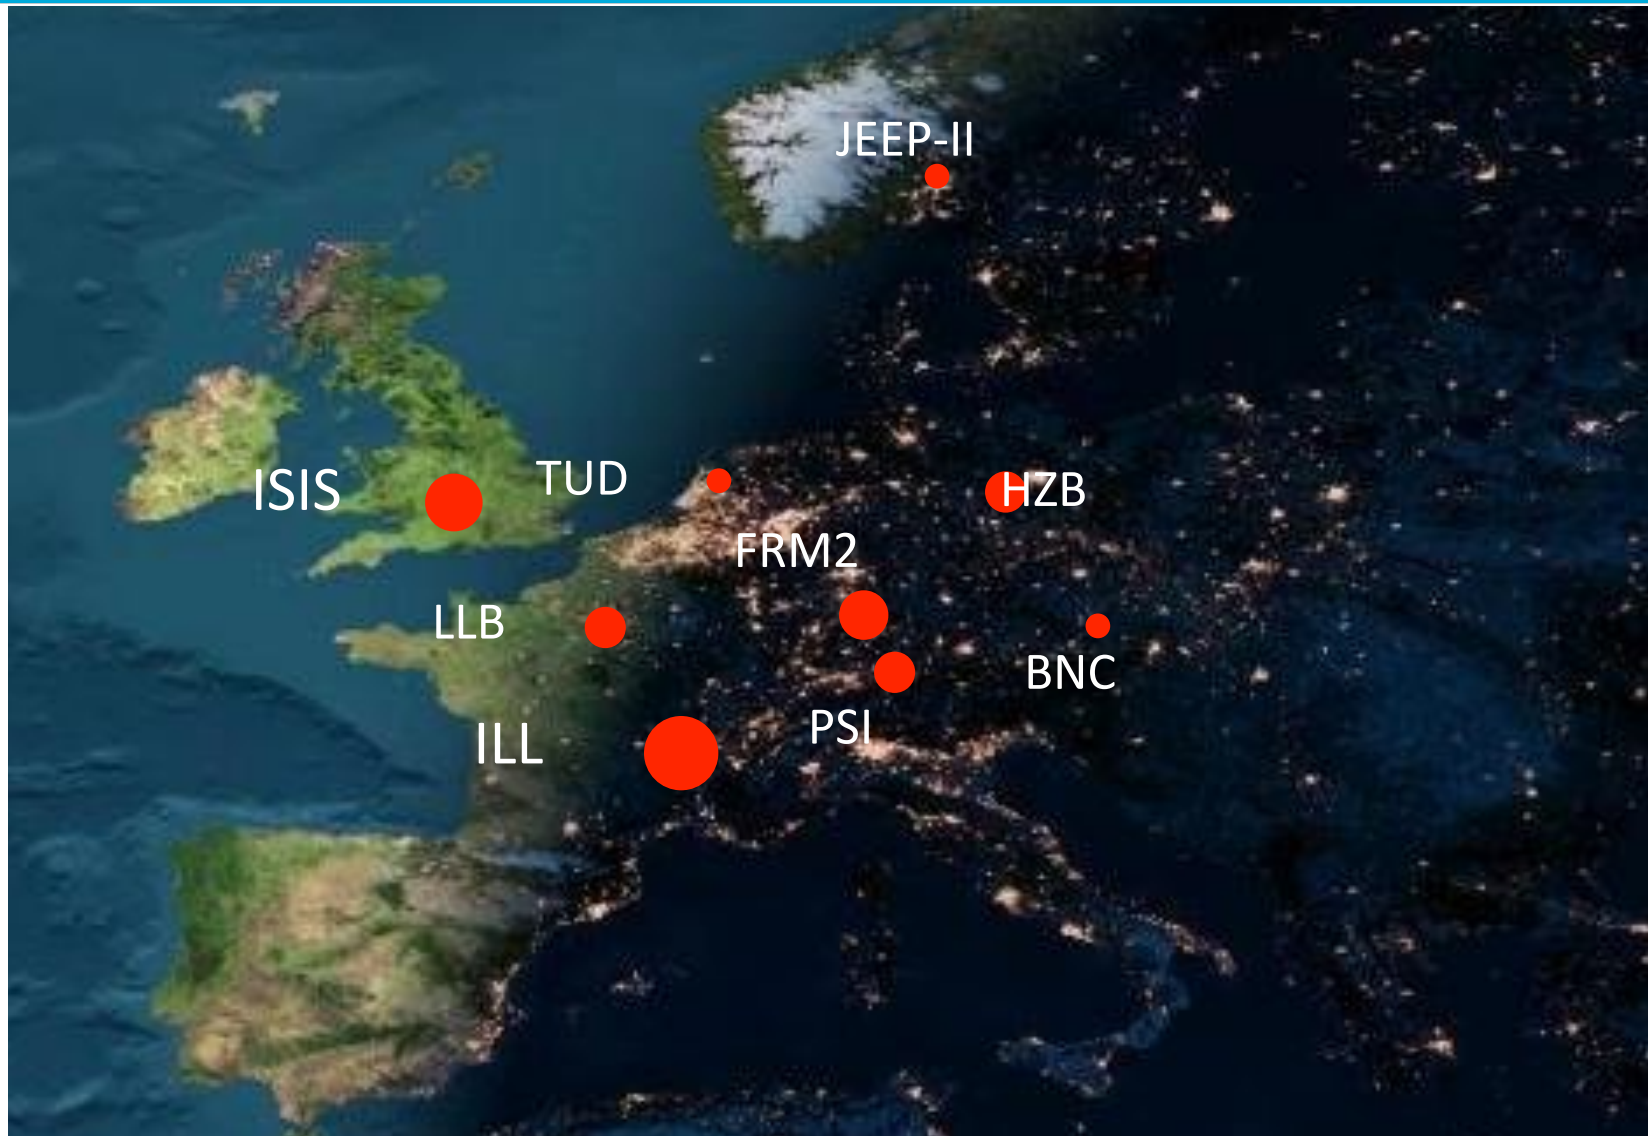 JEEP-II
ISIS
TUD
HZB
FRM2
LLB
BNC
PSI
ILL